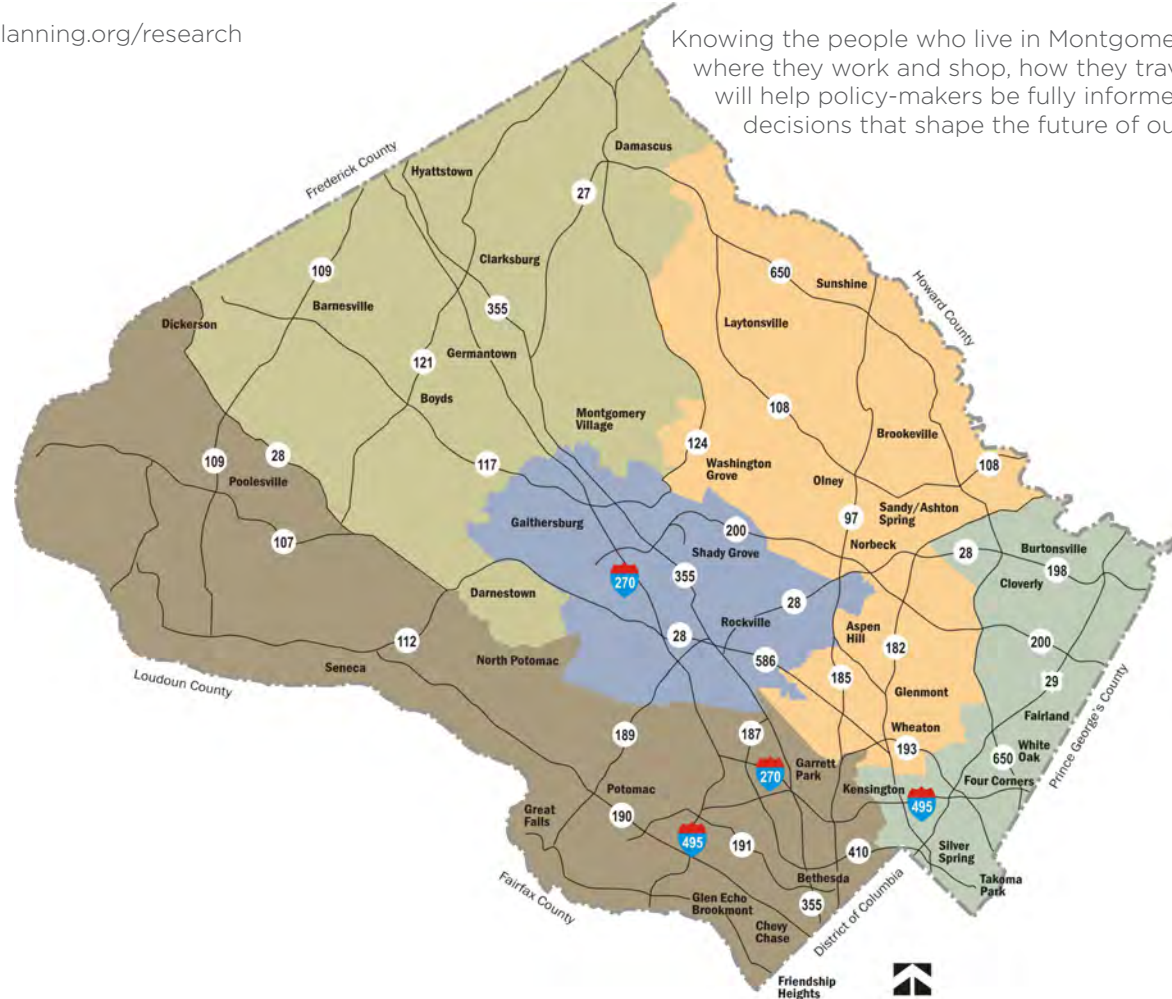 lanning.org/research
Knowing the people who live in Montgome
where they work and shop, how they trav
will help policy-makers be fully informe
decisions that shape the future of ou
Frederick County
Damascus
Hyattstown
27
Clarksburg
109
650
Sunshine
Howard County
Barnesville
355
Dickerson
Laytonsville
121
Germantown
Boyds
108
Montgomery
Village
Brookeville
124
109
28
117
Washington
Grove
108
Poolesville
Olney
Sandy/Ashton
Spring
97
Gaithersburg
200
107
Norbeck
Shady Grove
28
Burtonsville
198
270
355
Cloverly
Darnestown
28
Rockville
Aspen
Hill
28
112
182
200
North Potomac
586
Seneca
185
29
Loudoun County
Glenmont
Prince George's County
Fairland
189
187
Wheaton
193
White
Oak
650
270
Garrett
Park
Four Corners
Kensington
Potomac
495
Great
Falls
190
495
191
410
Silver
Spring
Bethesda
Takoma
Park
Fairfax County
Glen Echo
Brookmont
355
District of Columbia
Chevy
Chase
Friendship
Heights